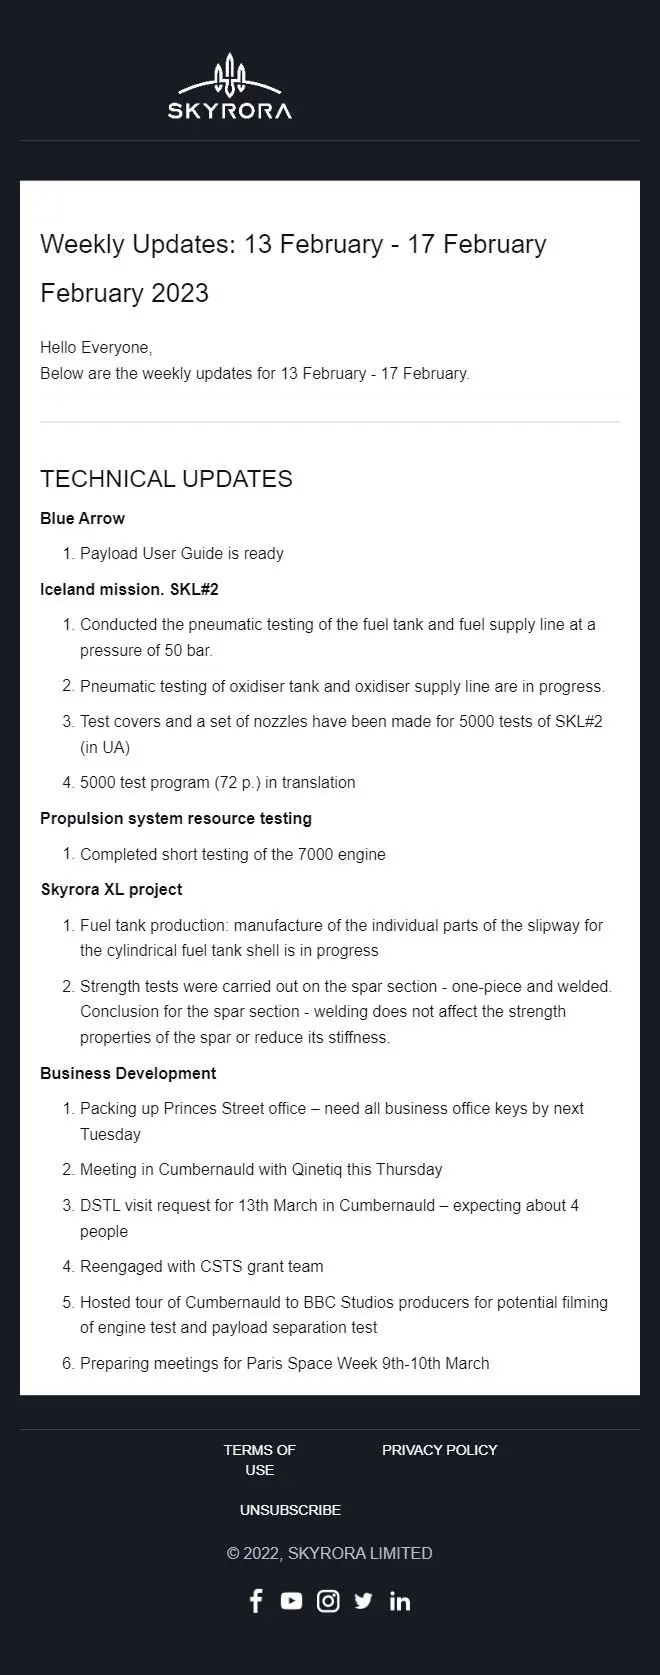 SKYRORA
Weekly Updates: 13 February - 17 February
February 2023
Hello Everyone,
Below are the weekly updates for 13 February - 17 February.
TECHNICAL UPDATES
Blue Arrow
1. Payload User Guide is ready
Iceland mission. SKL#2
1. Conducted the pneumatic testing of the fuel tank and fuel supply line at a
pressure of 50 bar.
2. Pneumatic testing of oxidiser tank and oxidiser supply line are in progress.
3. Test covers and a set of nozzles have been made for 5000 tests of SKL#2
(in UA)
4. 5000 test program (72 p.) in translation
Propulsion system resource testing
1. Completed short testing of the 7000 engine
Skyrora XL project
1. Fuel tank production: manufacture of the individual parts of the slipway for
the cylindrical fuel tank shell is in progress
2. Strength tests were carried out on the spar section - one-piece and welded.
Conclusion for the spar section - welding does not affect the strength
properties of the spar or reduce its stiffness.
Business Development
1. Packing up Princes Street office – need all business office keys by next
Tuesday
2. Meeting in Cumbernauld with Qinetiq this Thursday
3. DSTL visit request for 13th March in Cumbernauld – expecting about 4
people
4. Reengaged with CSTS grant team
5. Hosted tour of Cumbernauld to BBC Studios producers for potential filming
of engine test and payload separation test
6. Preparing meetings for Paris Space Week 9th-10th March
TERMS OF
USE
PRIVACY POLICY
UNSUBSCRIBE
© 2022, SKYRORA LIMITED